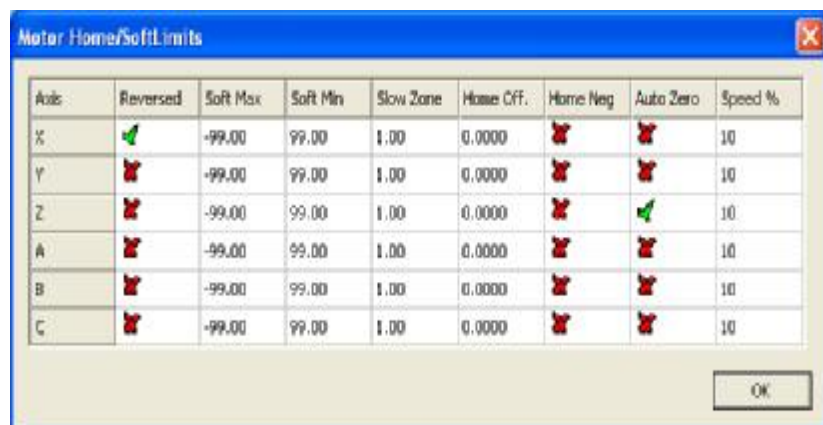 Motor Home/SoftLimits
Axis Reversed Soft Max Soft Min Slow Zone Home Off. Home Neg Auto Zero Speed %
X -99.00 99.00 1.00 0.0000 10
Y -99.00 99.00 1.00 0.0000 10
Z -99.00 99.00 1.00 0.0000 10
A -99.00 99.00 1.00 0.0000 10
B -99.00 99.00 1.00 0.0000 10
C -99.00 99.00 1.00 0.0000 10
OK